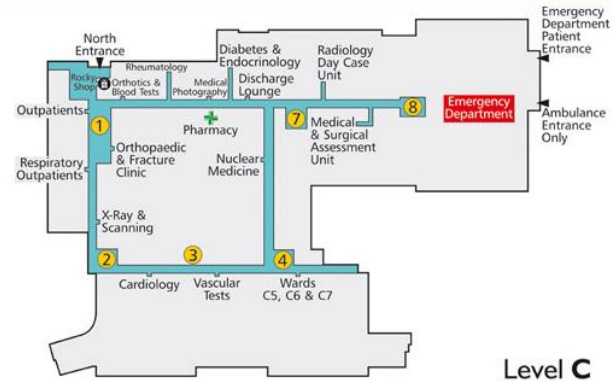 Emergency
Department
Patient
Entrance
North
Entrance
Diabetes &
Endocrinology
Radiology
Day Case
Unit
Rheumatology
Rocky
Shop
Orthotics &
Blood Tests
Medical
Photography
Discharge
Lounge
Outpatients
1
Pharmacy
7
Medical
& Surgical
Assessment
Unit
8
Emergency
Department
Ambulance
Entrance
Only
Orthopaedic
& Fracture
Clinic
Respiratory
Outpatients
Nuclear
Medicine
X-Ray &
Scanning
2
3
4
Cardiology
Vascular
Tests
Wards
C5, C6 & C7
Level C